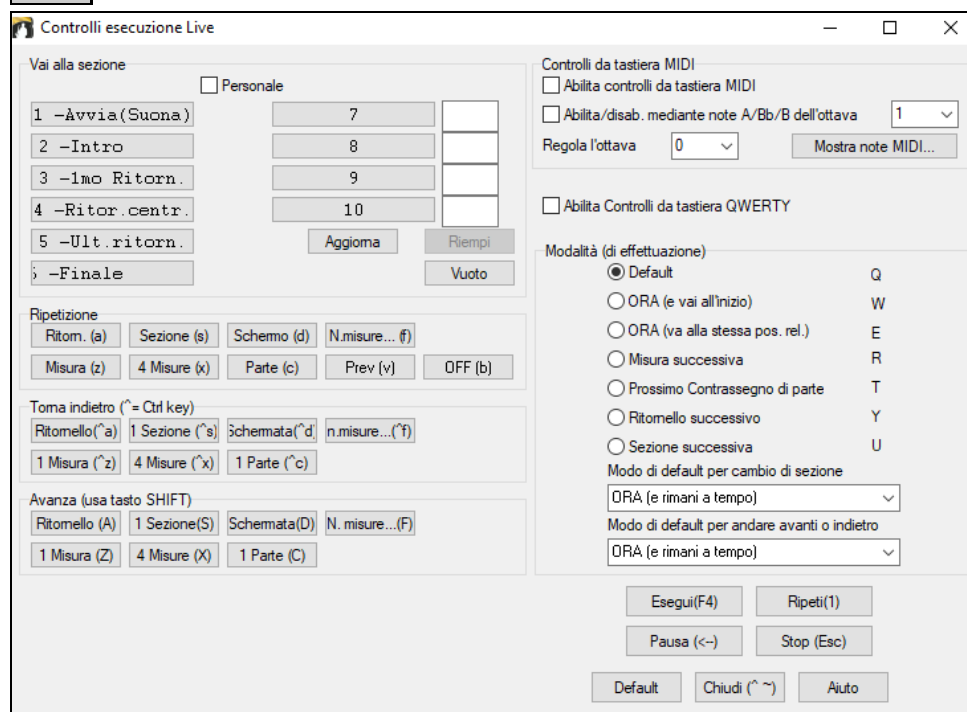 Controlli esecuzione Live
Vai alla sezione
Personale
1 -Avvia(Suona) 7
2 -Intro 8
3 -1mo Ritorn. 9
4 -Ritor.centr. 10
5 -Ult.ritorn. Aggiorna Riempi
-Finale Vuoto
Ripetizione
Ritorn. (a) Sezione (s) Schermo (d) N.misure... (f)
Misura (z) 4 Misure (x) Parte (c) Prev (v) OFF (b)
Torna indietro (^= Ctrl key)
Ritornello(^a) 1 Sezione (^s) Schermata(^d) n.misure...(^f)
1 Misura (^z) 4 Misure (^x) 1 Parte (^c)
Avanza (usa tasto SHIFT)
Ritornello (A) 1 Sezione(S) Schermata(D) N. misure...(F)
1 Misura (Z) 4 Misure (X) 1 Parte (C)
Controlli da tastiera MIDI
Abilita controlli da tastiera MIDI
Abilita/disab. mediante note A/Bb/B dell'ottava 1
Regola l'ottava 0 Mostra note MIDI...
Abilita Controlli da tastiera QWERTY
Modalità (di effettuazione)
Default Q
ORA (e vai all'inizio) W
ORA (va alla stessa pos. rel.) E
Misura successiva R
Prossimo Contrassegno di parte T
Ritornello successivo Y
Sezione successiva U
Modo di default per cambio di sezione
ORA (e rimani a tempo)
Modo di default per andare avanti o indietro
ORA (e rimani a tempo)
Esegui(F4) Ripeti(1)
Pausa (<--) Stop (Esc)
Default Chiudi (^ ~) Aiuto